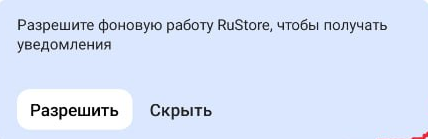 Разрешите фоновую работу RuStore, чтобы получать
уведомления
Разрешить Скрыть